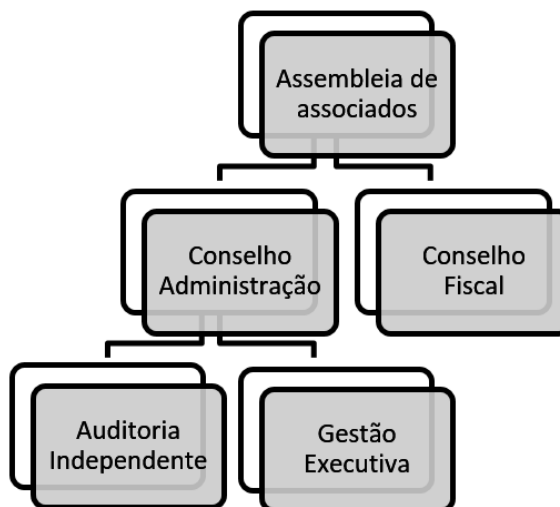 Assembleia de
associados
Conselho
Administração
Conselho
Fiscal
Auditoria
Independente
Gestão
Executiva